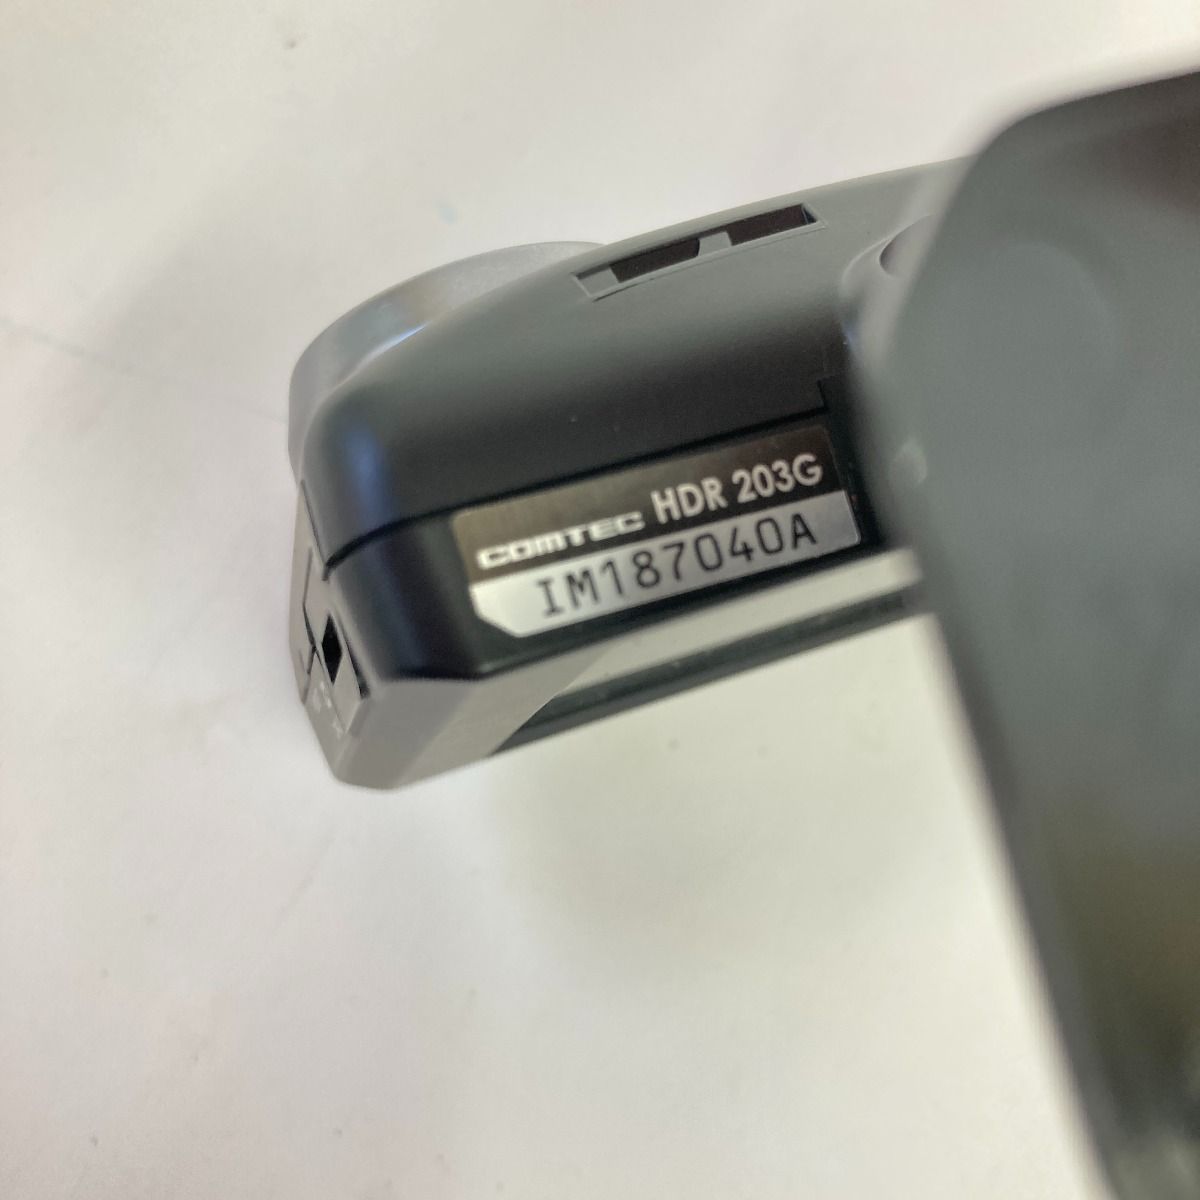 COMTEC HDR 203G
IM187040A